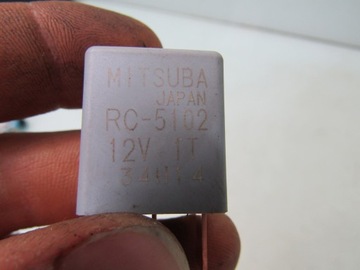 MITSUBA
JAPAN
RC-5102
12V 1T